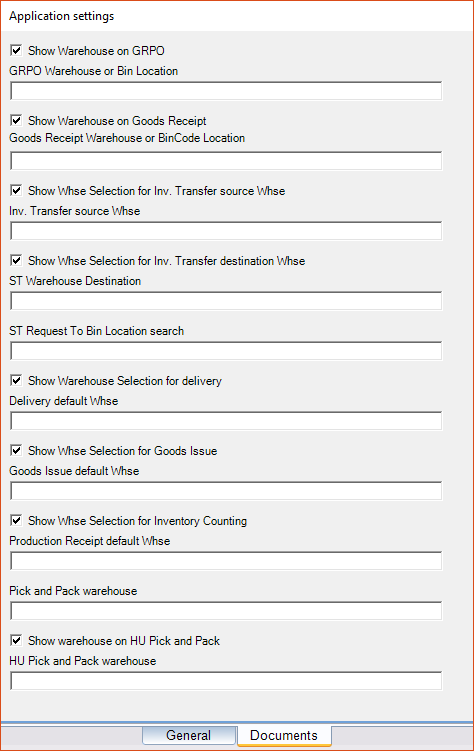 Application settings
Show Warehouse on GRPO
GRPO Warehouse or Bin Location
Show Warehouse on Goods Receipt
Goods Receipt Warehouse or BinCode Location
Show Whse Selection for Inv. Transfer source Whse
Inv. Transfer source Whse
Show Whse Selection for Inv. Transfer destination Whse
ST Warehouse Destination
ST Request To Bin Location search
Show Warehouse Selection for delivery
Delivery default Whse
Show Whse Selection for Goods Issue
Goods Issue default Whse
Show Whse Selection for Inventory Counting
Production Receipt default Whse
Pick and Pack warehouse
Show warehouse on HU Pick and Pack
HU Pick and Pack warehouse
General Documents